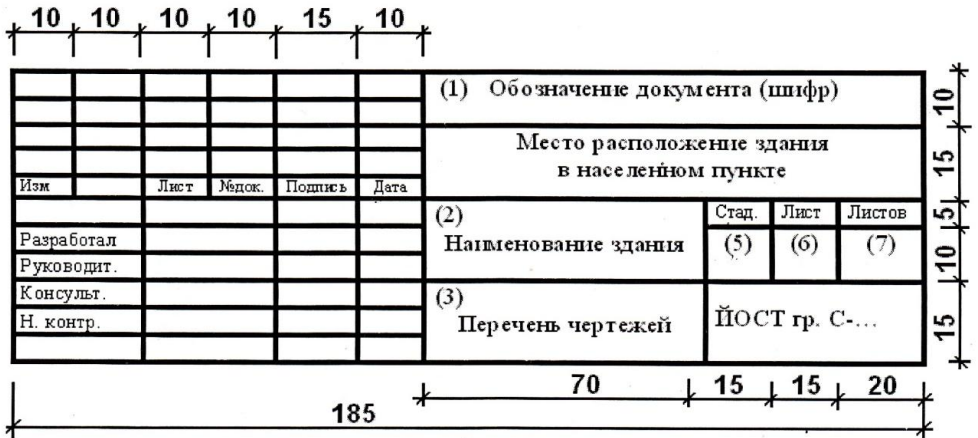 10 10 10 10 15 10
(1) Обозначение документа (шифр)
10
Место расположение здания
в населенном пункте
15
Изм Лист №док. Подпись Дата
(2)
Наименование здания
Стад. Лист Листов
5
(5) (6) (7)
10
Разработал
Руководит.
Консульт.
Н. контр.
(3)
Перечень чертежей
ЙОСТ гр. С-...
15
70 15 15 20
185